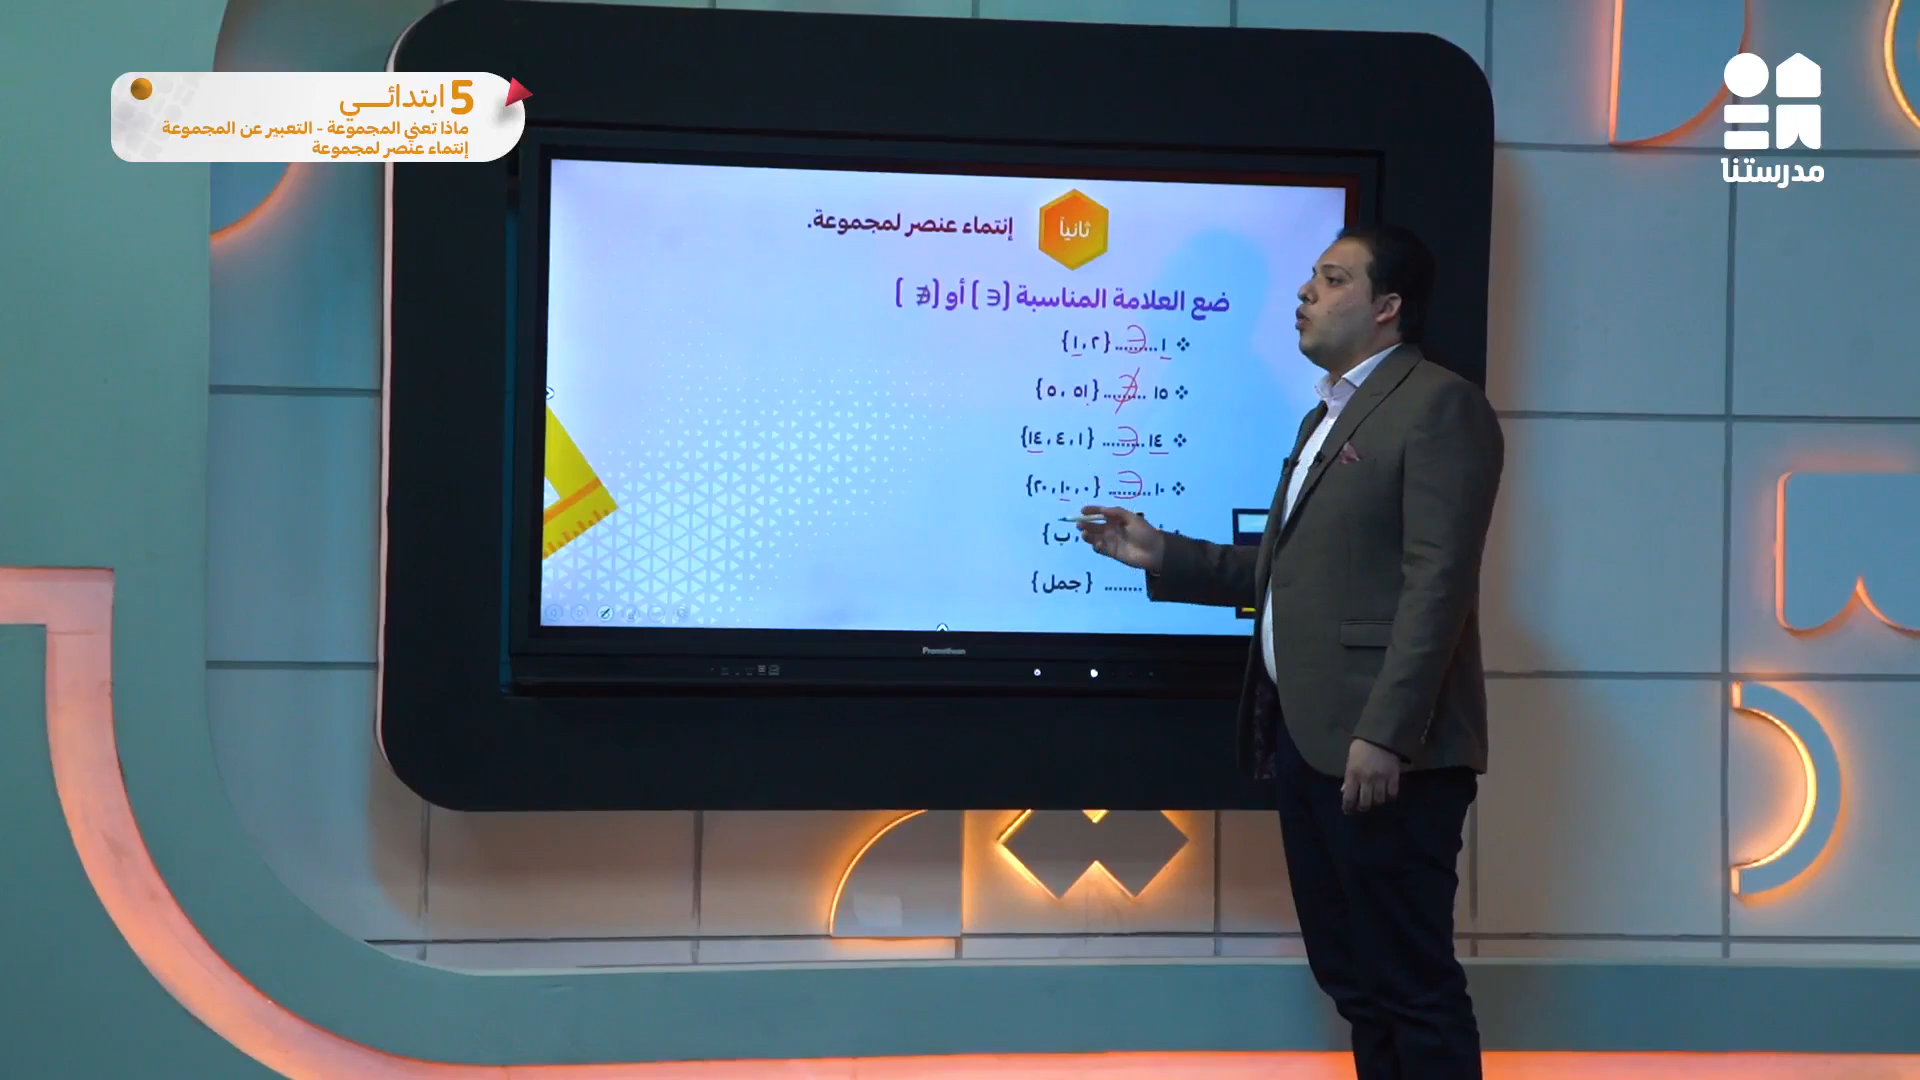 5 ابتدائـــي
ماذا تعني المجموعة - التعبير عن المجموعة
إنتماء عنصر لمجموعة
مدرستنا
ثانياً
إنتماء عنصر لمجموعة.
ضع العلامة المناسبة (∋) أو (∌)
❖ ١ ...∋... {٢ ، ١}
❖ ١٥ ...∌... {٥١ ، ٥}
❖ ١٤ ...∋... {١ ، ٤ ، ١٤}
❖ ١٠ ...∋... {٠ ، ١٠ ، ٢٠}
، ب}
........ {جمل}
Promethean